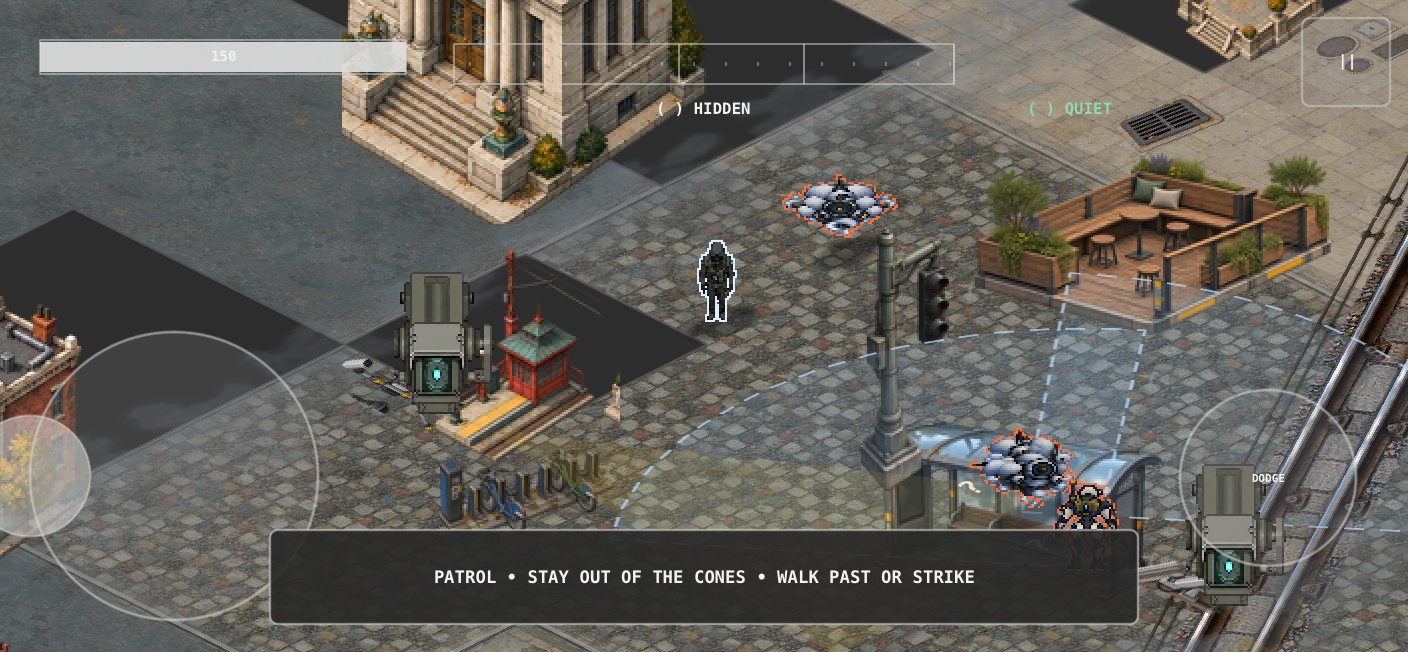 150
( ) HIDDEN
( ) QUIET
DODGE
PATROL • STAY OUT OF THE CONES • WALK PAST OR STRIKE